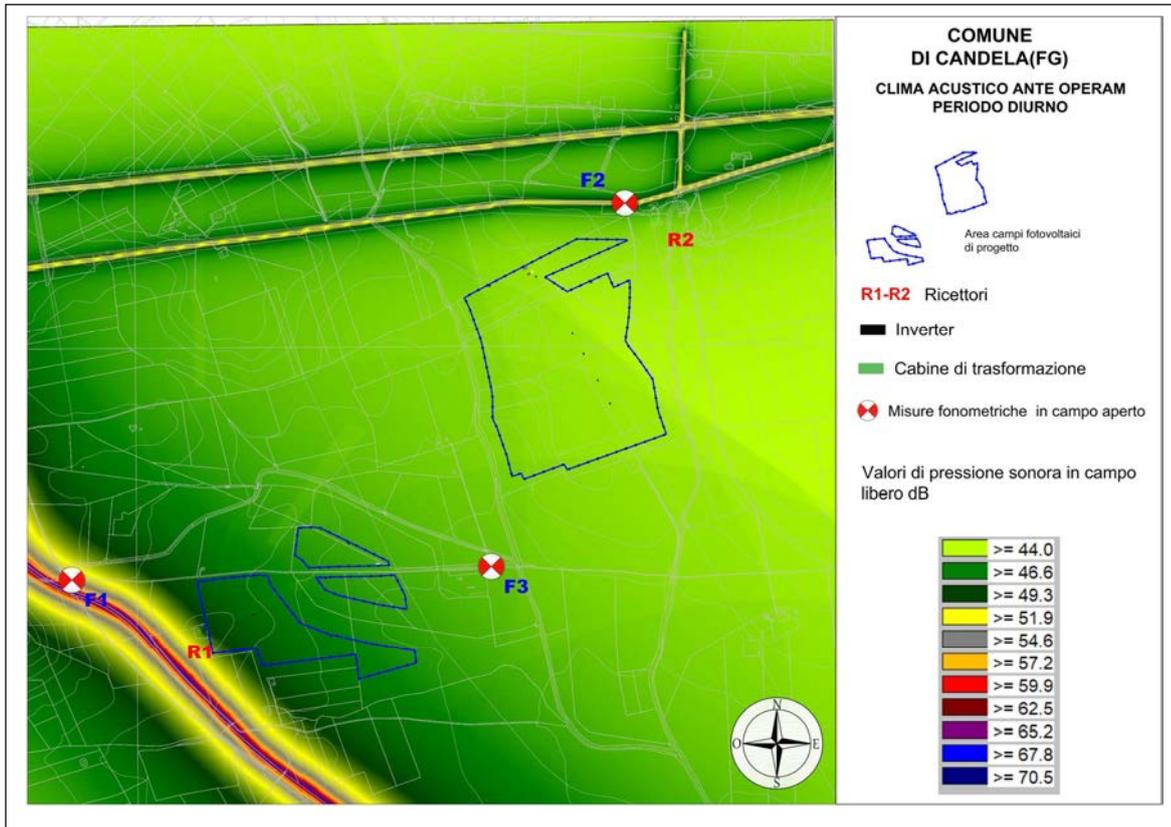 COMUNE
DI CANDELA(FG)
CLIMA ACUSTICO ANTE OPERAM
PERIODO DIURNO
Area campi fotovoltaici
di progetto
R1-R2 Ricettori
Inverter
Cabine di trasformazione
Misure fonometriche in campo aperto
Valori di pressione sonora in campo
libero dB
>= 44.0
>= 46.6
>= 49.3
>= 51.9
>= 54.6
>= 57.2
>= 59.9
>= 62.5
>= 65.2
>= 67.8
>= 70.5
F2
R2
F1
F3
R1
N
O
E
S